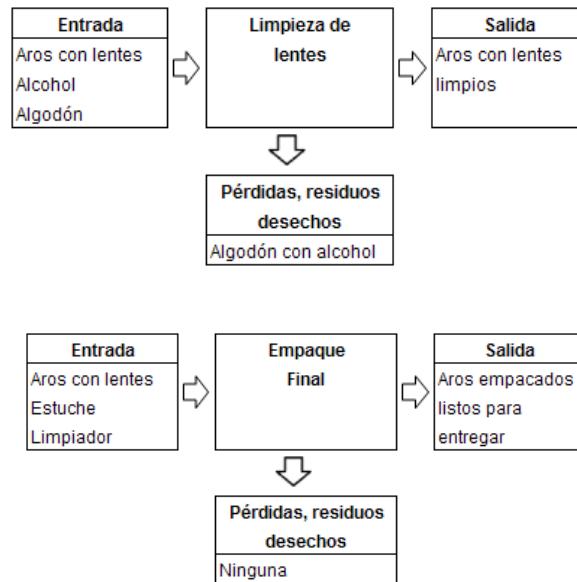 Entrada
Aros con lentes
Alcohol
Algodón
Limpieza de
lentes
Salida
Aros con lentes
limpios
Pérdidas, residuos
desechos
Algodón con alcohol
Entrada
Aros con lentes
Estuche
Limpiador
Empaque
Final
Salida
Aros empacados
listos para
entregar
Pérdidas, residuos
desechos
Ninguna